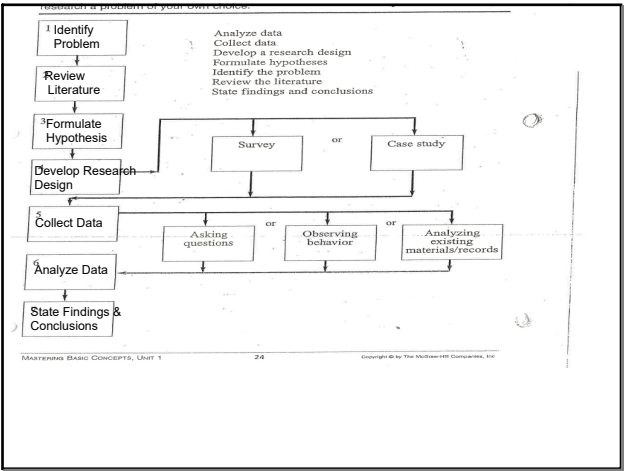 research a problem of your own choice.
1 Identify
Problem
Analyze data
Collect data
Develop a research design
Formulate hypotheses
Identify the problem
Review the literature
State findings and conclusions
Review
Literature
3 Formulate
Hypothesis
Survey
or
Case study
Develop Research
Design
5
Collect Data
Asking
questions
or
Observing
behavior
or
Analyzing
existing
materials/records
6
Analyze Data
State Findings &
Conclusions
MASTERING BASIC CONCEPTS, UNIT 1
24
Copyright © by The McGraw-Hill Companies, Inc